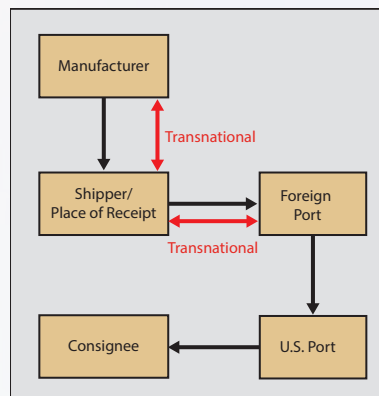 Manufacturer
Transnational
Shipper/
Place of Receipt
Foreign
Port
Transnational
Consignee
U.S. Port